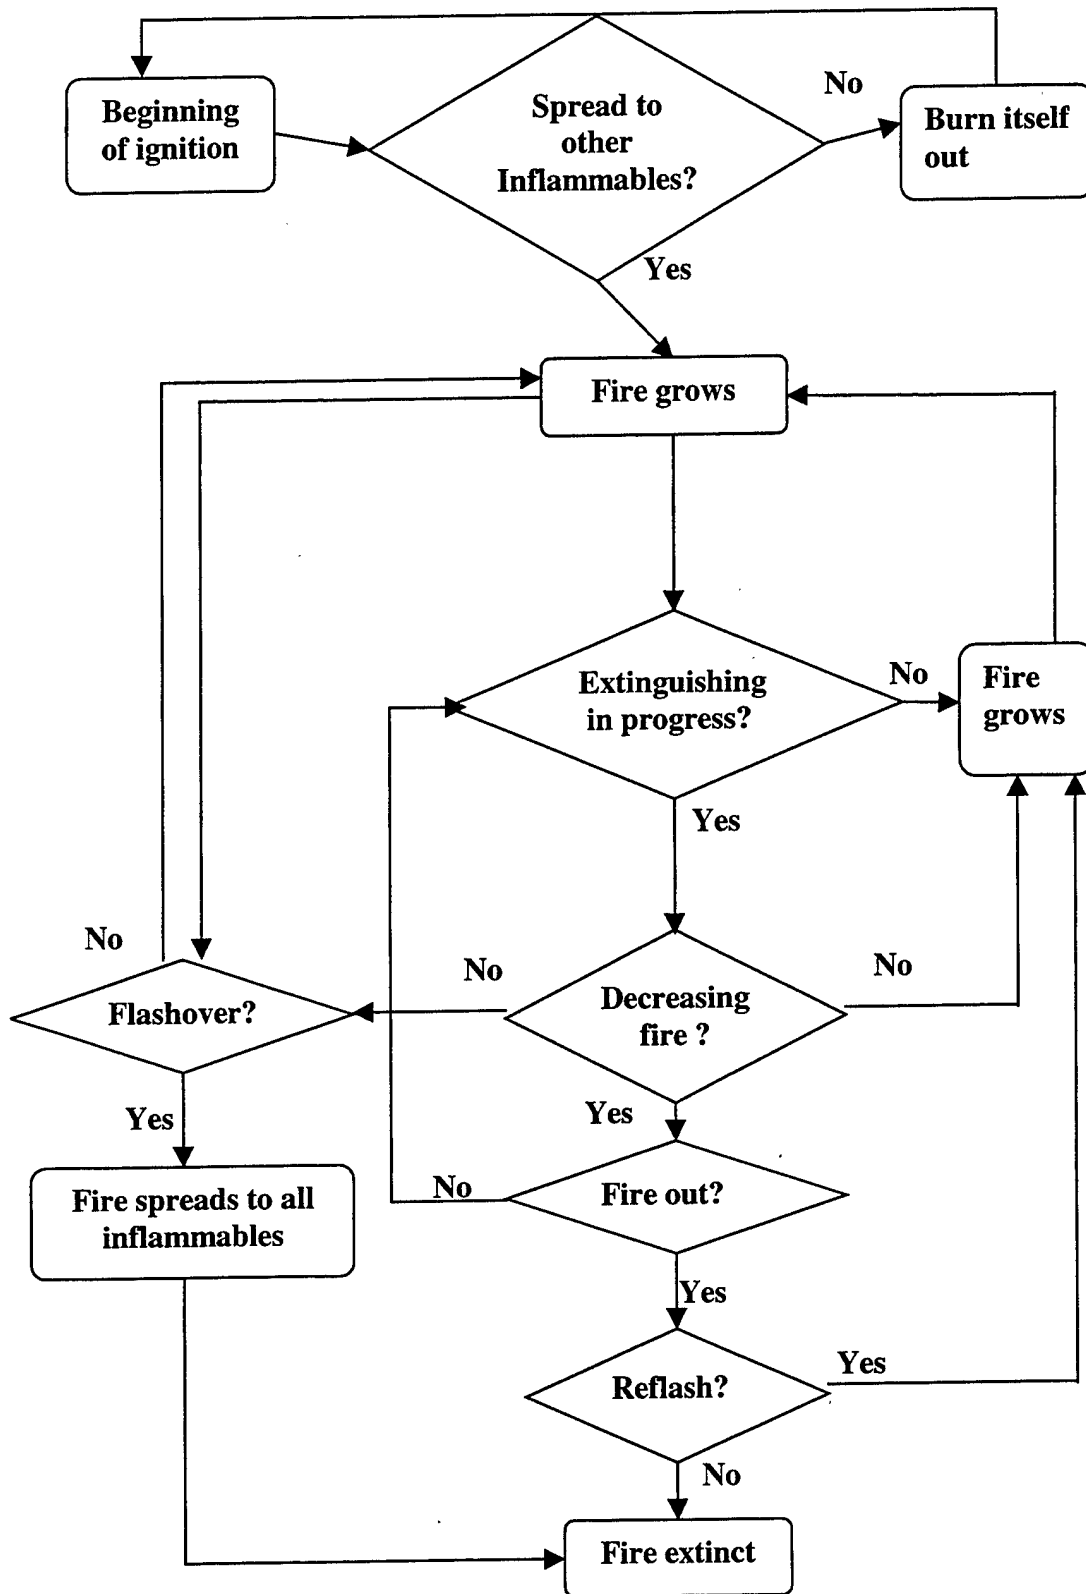 Beginning
of ignition
Spread to
other
Inflammables?
No
Burn itself
out
Yes
Fire grows
Extinguishing
in progress?
No
Fire
grows
Yes
No
Flashover?
No
Decreasing
fire ?
No
Yes
Yes
Fire spreads to all
inflammables
No
Fire out?
Yes
Reflash?
Yes
No
Fire extinct